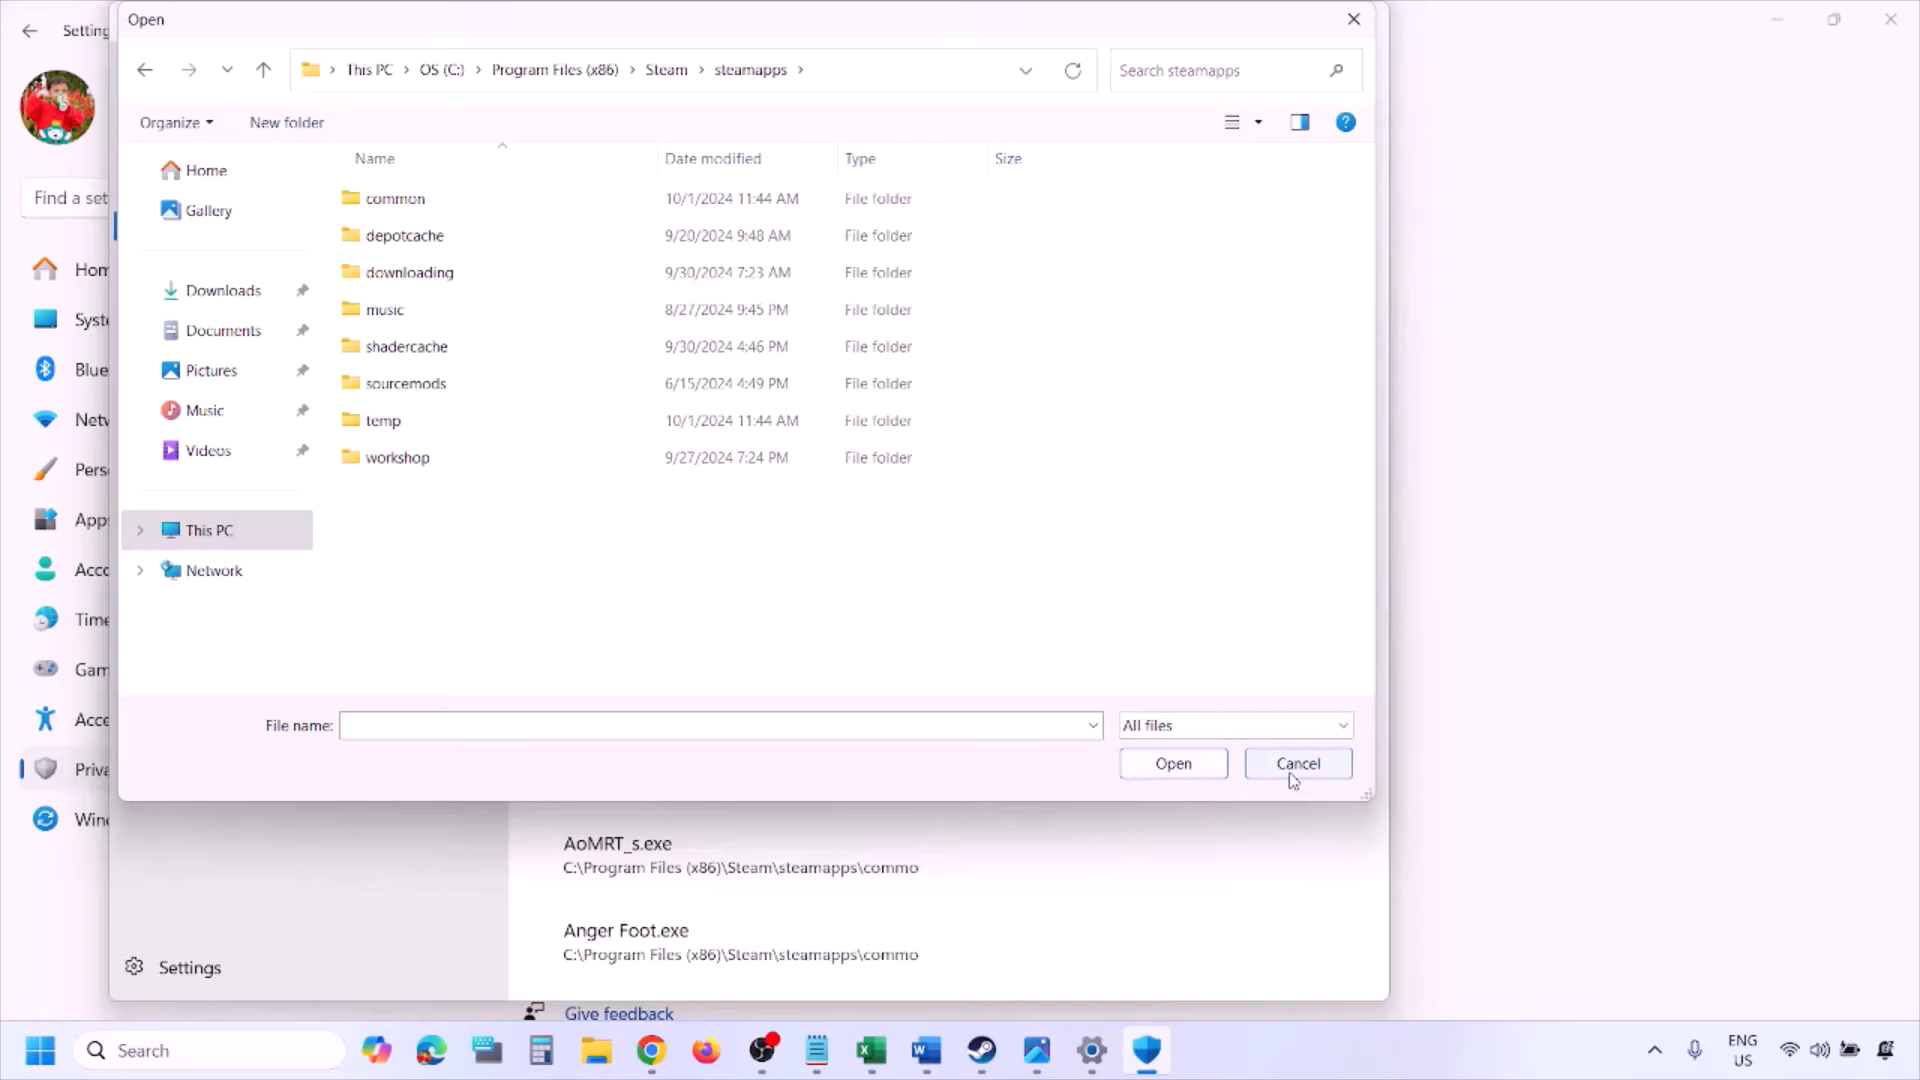 Open
Setting
This PC > OS (C:) > Program Files (x86) > Steam > steamapps >
Search steamapps
Organize
New folder
?
Name Date modified Type Size
Home
Gallery
Downloads
Documents
Pictures
Music
Videos
This PC
Network
common 10/1/2024 11:44 AM File folder
depotcache 9/20/2024 9:48 AM File folder
downloading 9/30/2024 7:23 AM File folder
music 8/27/2024 9:45 PM File folder
shadercache 9/30/2024 4:46 PM File folder
sourcemods 6/15/2024 4:49 PM File folder
temp 10/1/2024 11:44 AM File folder
workshop 9/27/2024 7:24 PM File folder
Find a set
Hom
Syste
Blue
Netw
Pers
Apps
Acco
Time
Gam
Acce
Priva
Wind
File name:
All files
Open
Cancel
AoMRT_s.exe
C:\Program Files (x86)\Steam\steamapps\commo
Anger Foot.exe
C:\Program Files (x86)\Steam\steamapps\commo
Settings
Give feedback
Search
ENG
US